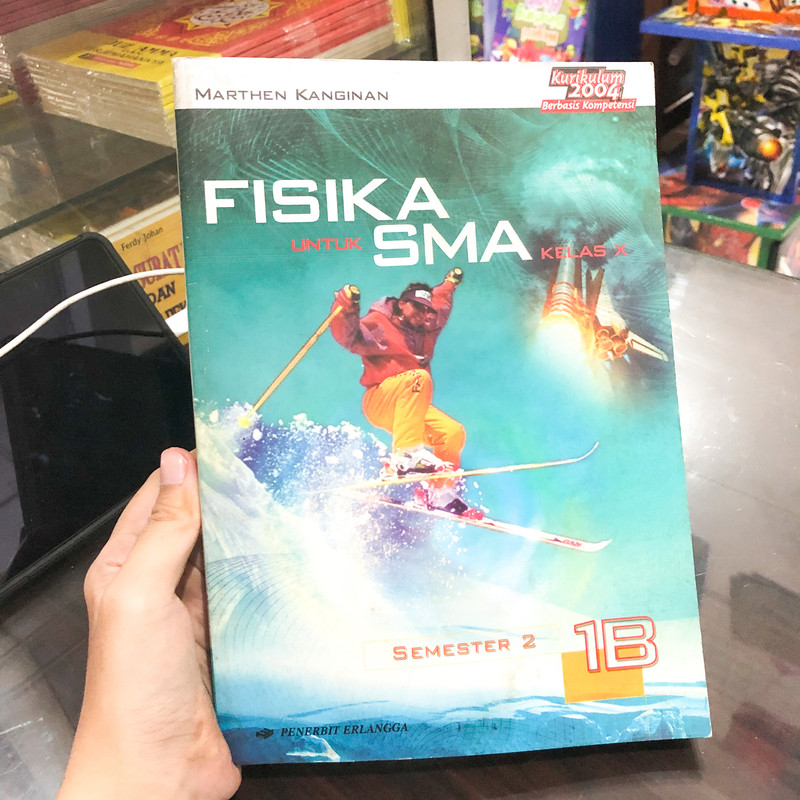 MARTHEN KANGINAN
Kurikulum
2004
Berbasis Kompetensi
FISIKA
UNTUK SMA KELAS X
SEMESTER 2
1B
PENERBIT ERLANGGA
Ferdy Johan